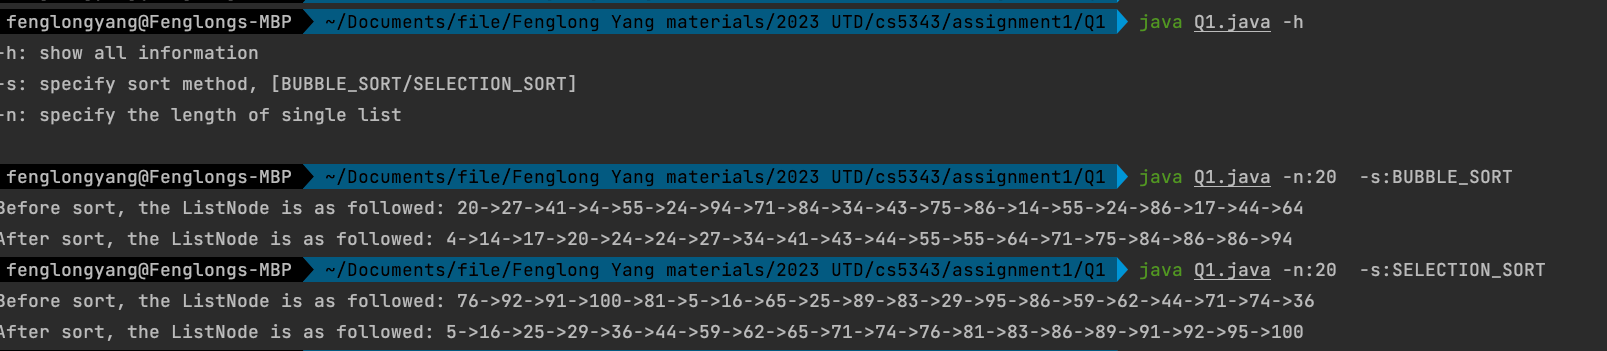 fenglongyang@Fenglongs-MBP ~/Documents/file/Fenglong Yang materials/2023 UTD/cs5343/assignment1/Q1 java Q1.java -h
-h: show all information
-s: specify sort method, [BUBBLE_SORT/SELECTION_SORT]
-n: specify the length of single list
fenglongyang@Fenglongs-MBP ~/Documents/file/Fenglong Yang materials/2023 UTD/cs5343/assignment1/Q1 java Q1.java -n:20  -s:BUBBLE_SORT
Before sort, the ListNode is as followed: 20->27->41->4->55->24->94->71->84->34->43->75->86->14->55->24->86->17->44->64
After sort, the ListNode is as followed: 4->14->17->20->24->24->27->34->41->43->44->55->55->64->71->75->84->86->86->94
fenglongyang@Fenglongs-MBP ~/Documents/file/Fenglong Yang materials/2023 UTD/cs5343/assignment1/Q1 java Q1.java -n:20  -s:SELECTION_SORT
Before sort, the ListNode is as followed: 76->92->91->100->81->5->16->65->25->89->83->29->95->86->59->62->44->71->74->36
After sort, the ListNode is as followed: 5->16->25->29->36->44->59->62->65->71->74->76->81->83->86->89->91->92->95->100